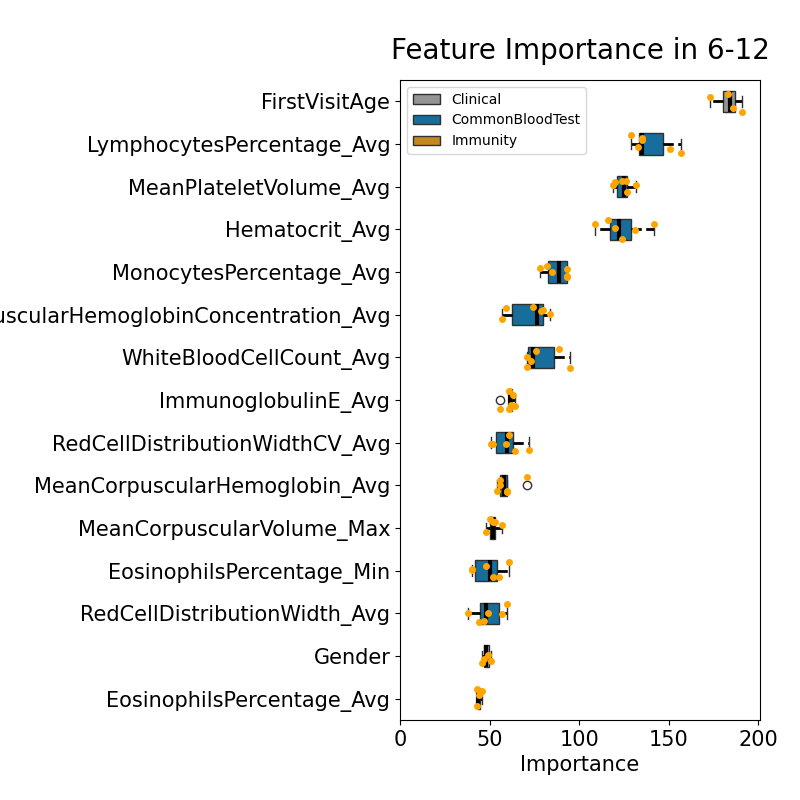 Feature Importance in 6-12
Clinical
CommonBloodTest
Immunity
FirstVisitAge
LymphocytesPercentage_Avg
MeanPlateletVolume_Avg
Hematocrit_Avg
MonocytesPercentage_Avg
uscularHemoglobinConcentration_Avg
WhiteBloodCellCount_Avg
ImmunoglobulinE_Avg
RedCellDistributionWidthCV_Avg
MeanCorpuscularHemoglobin_Avg
MeanCorpuscularVolume_Max
EosinophilsPercentage_Min
RedCellDistributionWidth_Avg
Gender
EosinophilsPercentage_Avg
0 50 100 150 200
Importance